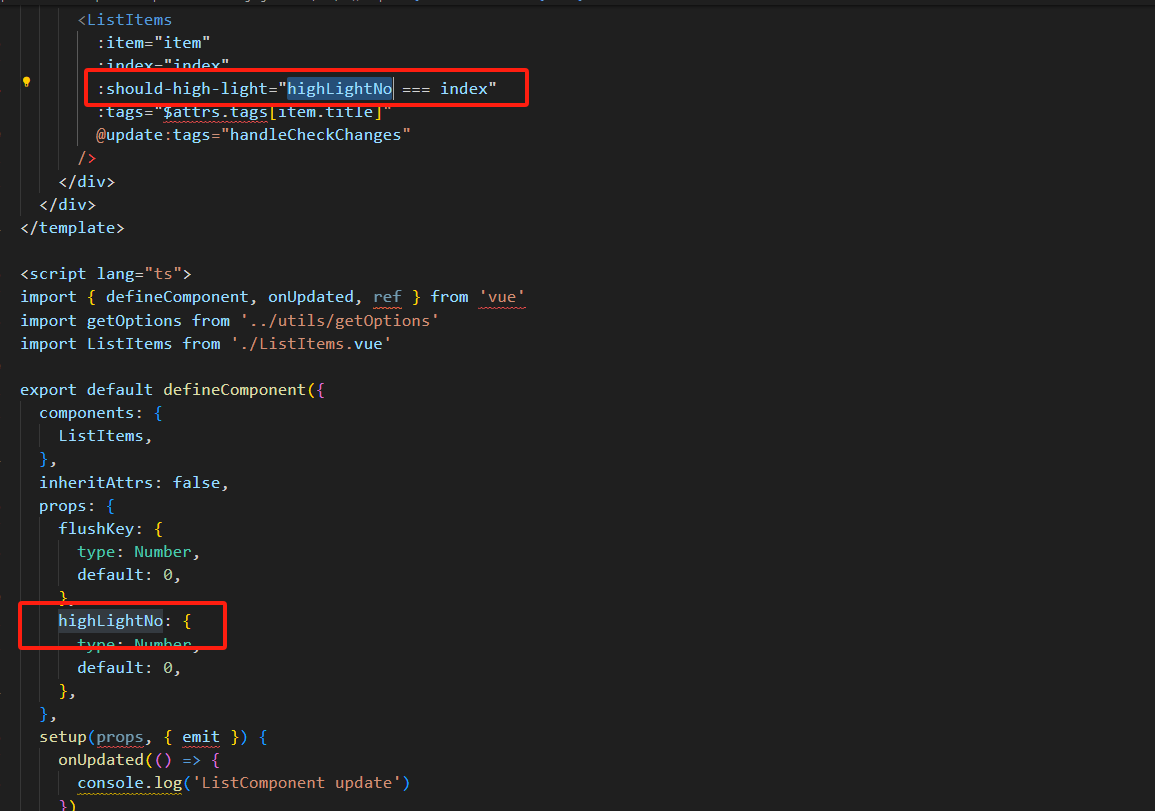 <ListItems
:item="item"
:index="index"
:should-high-light="highLightNo === index"
:tags="$attrs.tags[item.title]"
@update:tags="handleCheckChanges"
/>
</div>
</div>
</template>
<script lang="ts">
import { defineComponent, onUpdated, ref } from 'vue'
import getOptions from '../utils/getOptions'
import ListItems from './ListItems.vue'
export default defineComponent({
components: {
ListItems,
},
inheritAttrs: false,
props: {
flushKey: {
type: Number,
default: 0,
},
highLightNo: {
type: Number,
default: 0,
},
},
setup(props, { emit }) {
onUpdated(() => {
console.log('ListComponent update')
})